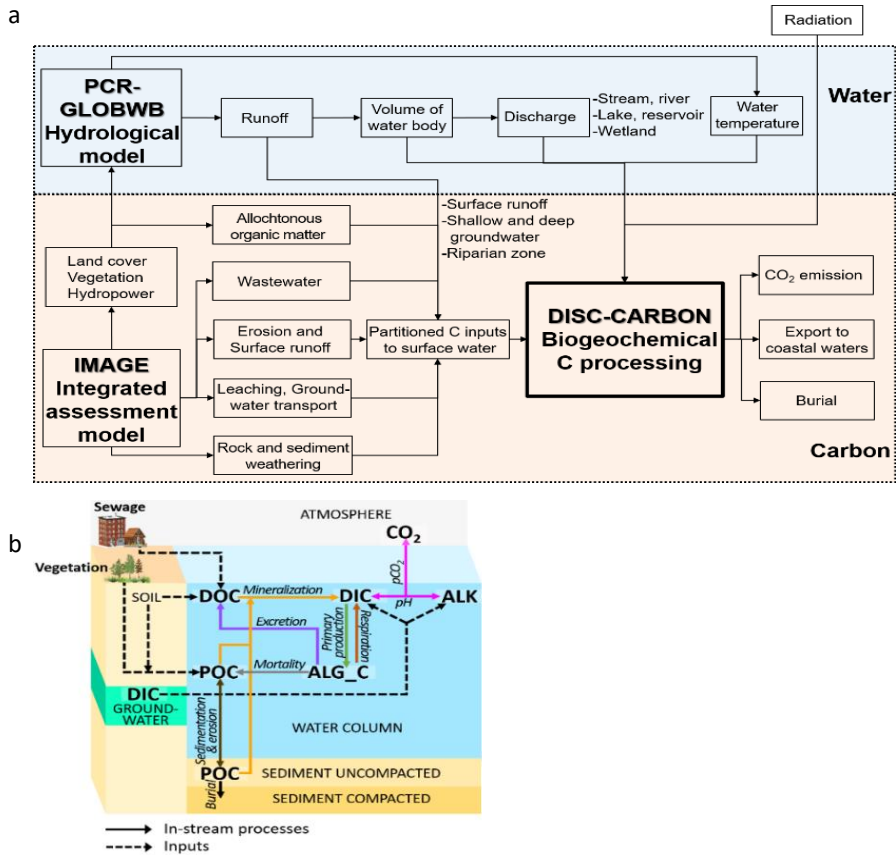 a
Radiation
PCR-
GLOBWB
Hydrological
model
Runoff
Volume of
water body
Discharge
-Stream, river
-Lake, reservoir
-Wetland
Water
temperature
Water
Allochtonous
organic matter
-Surface runoff
-Shallow and deep
groundwater
-Riparian zone
Land cover
Vegetation
Hydropower
Wastewater
Erosion and
Surface runoff
Partitioned C inputs
to surface water
DISC-CARBON
Biogeochemical
C processing
CO2 emission
Export to
coastal waters
Burial
IMAGE
Integrated
assessment
model
Leaching, Ground-
water transport
Rock and sediment
weathering
Carbon
b
Sewage
ATMOSPHERE
CO2
Vegetation
pCO2
SOIL
DOC
Mineralization
DIC
pH
ALK
Excretion
Primary
production
Respiration
POC
Mortality
ALG_C
DIC
GROUND-
WATER
Sedimentation
& erosion
WATER COLUMN
POC
SEDIMENT UNCOMPACTED
Burial
SEDIMENT COMPACTED
In-stream processes
Inputs